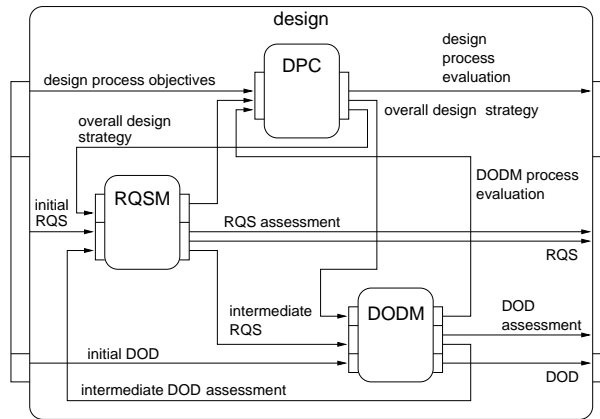 design
design
process
evaluation
DPC
design process objectives
overall design
strategy
overall design strategy
DODM process
evaluation
RQSM
initial
RQS
RQS assessment
RQS
intermediate
RQS
DODM
DOD
assessment
initial DOD
DOD
intermediate DOD assessment